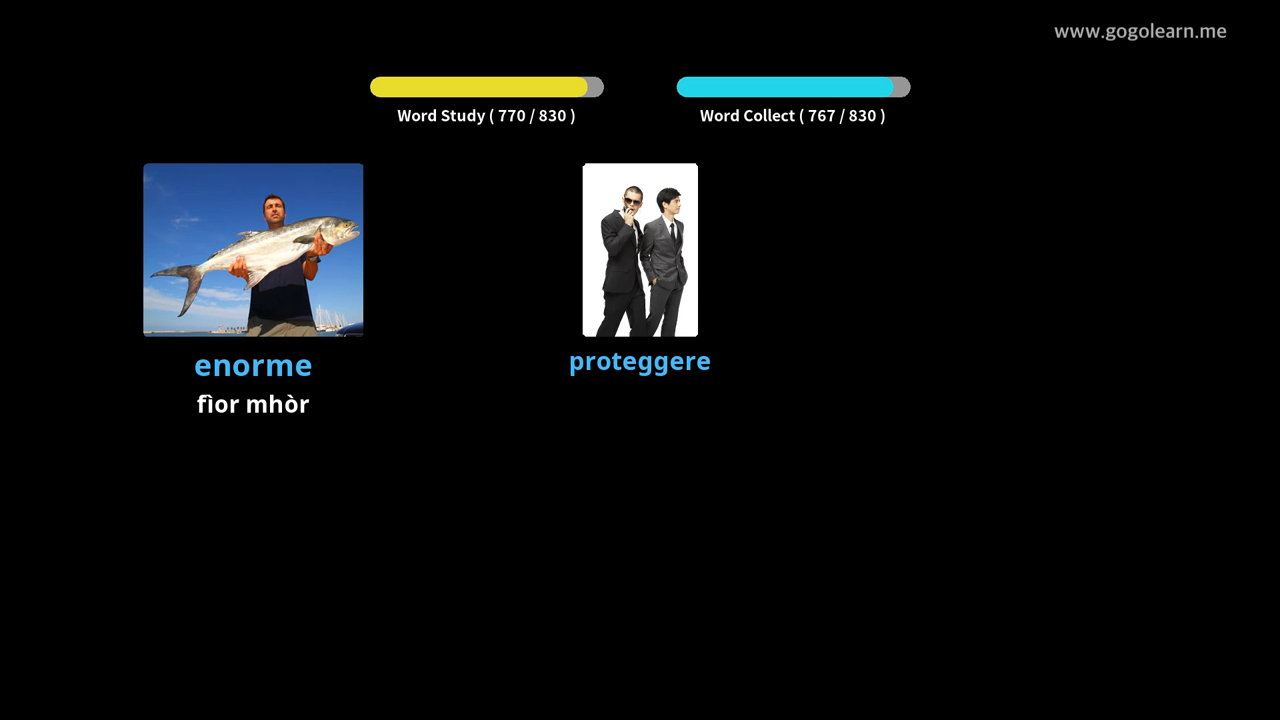 www.gogolearn.me
Word Study ( 770 / 830 )
Word Collect ( 767 / 830 )
enorme
fìor mhòr
proteggere